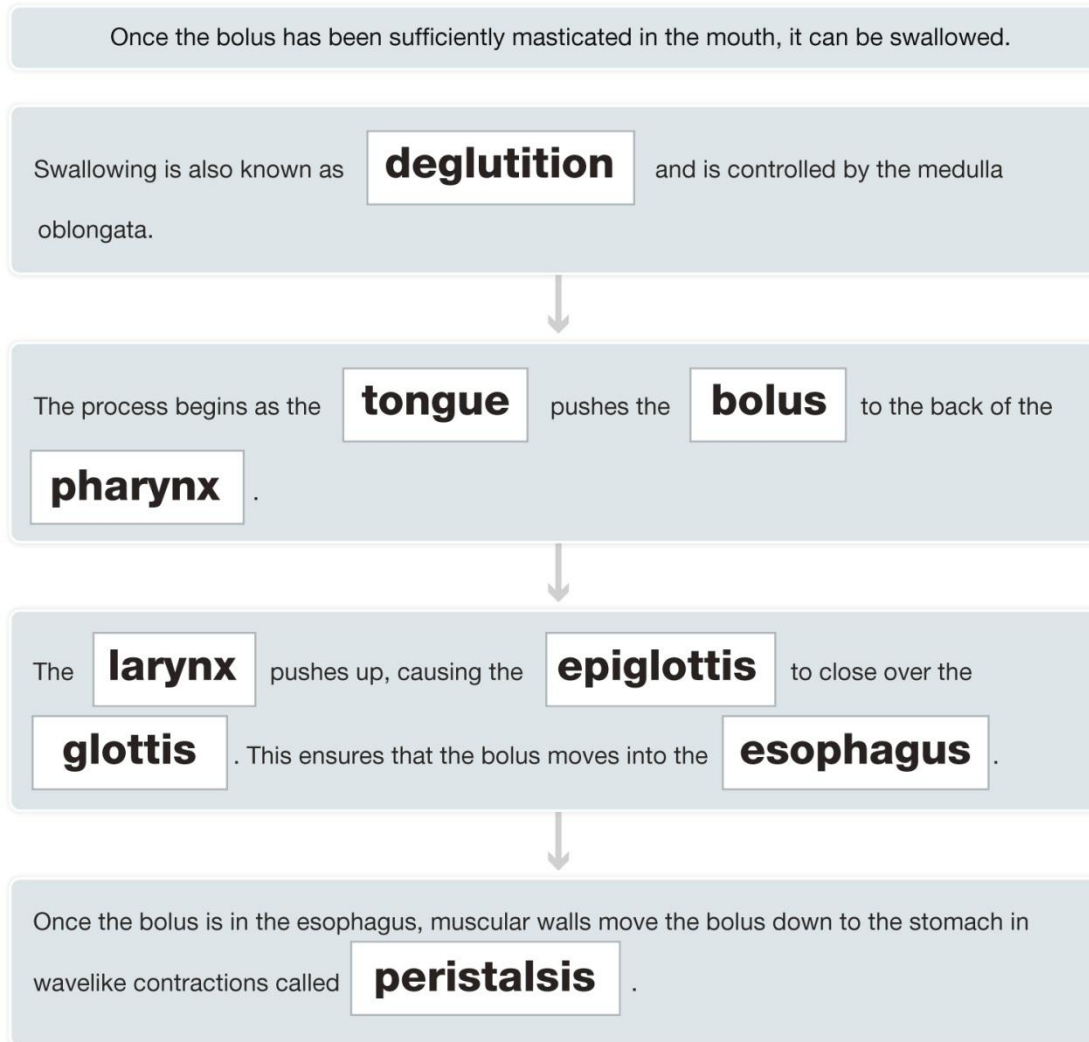 Once the bolus has been sufficiently masticated in the mouth, it can be swallowed.
Swallowing is also known as deglutition and is controlled by the medulla
oblongata.
The process begins as the tongue pushes the bolus to the back of the
pharynx .
The larynx pushes up, causing the epiglottis to close over the
glottis . This ensures that the bolus moves into the esophagus .
Once the bolus is in the esophagus, muscular walls move the bolus down to the stomach in
wavelike contractions called peristalsis .